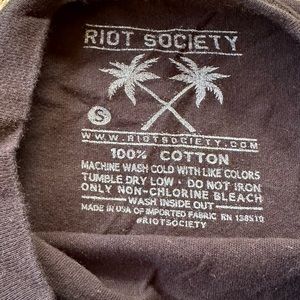 RIOT SOCIETY
S
WWW.RIOTSOCIETY.COM
100% COTTON
MACHINE WASH COLD WITH LIKE COLORS
TUMBLE DRY LOW • DO NOT IRON
ONLY NON-CHLORINE BLEACH
WASH INSIDE OUT
MADE IN USA OF IMPORTED FABRIC RN 138510
#RIOTSOCIETY